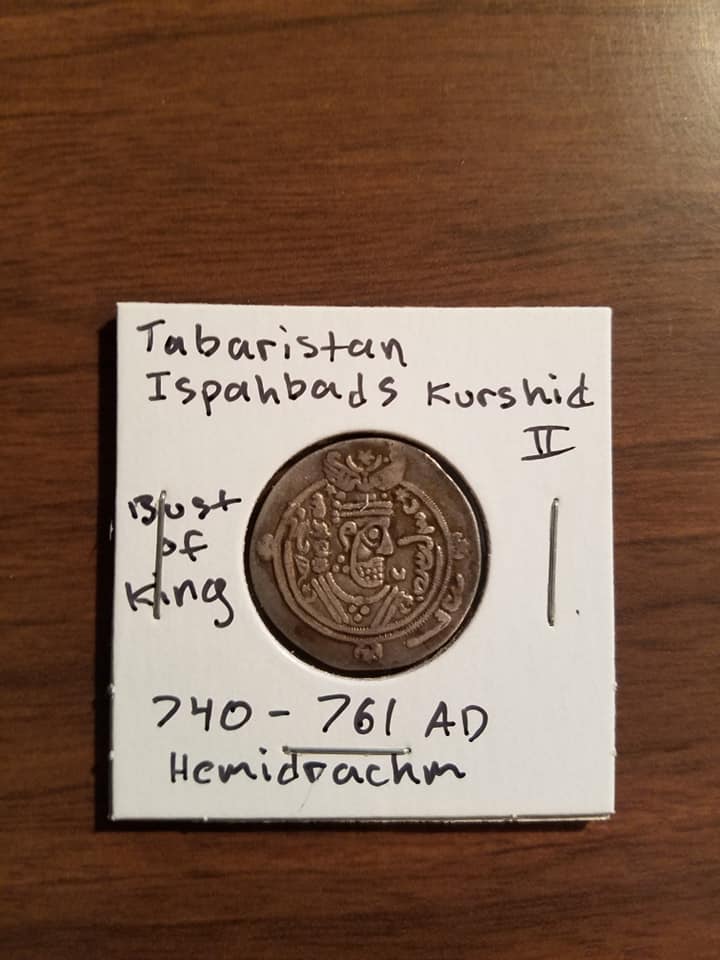 Tabaristan
Ispahbads Kurshid
II
Bust
of
King
740 - 761 AD
Hemidrachm